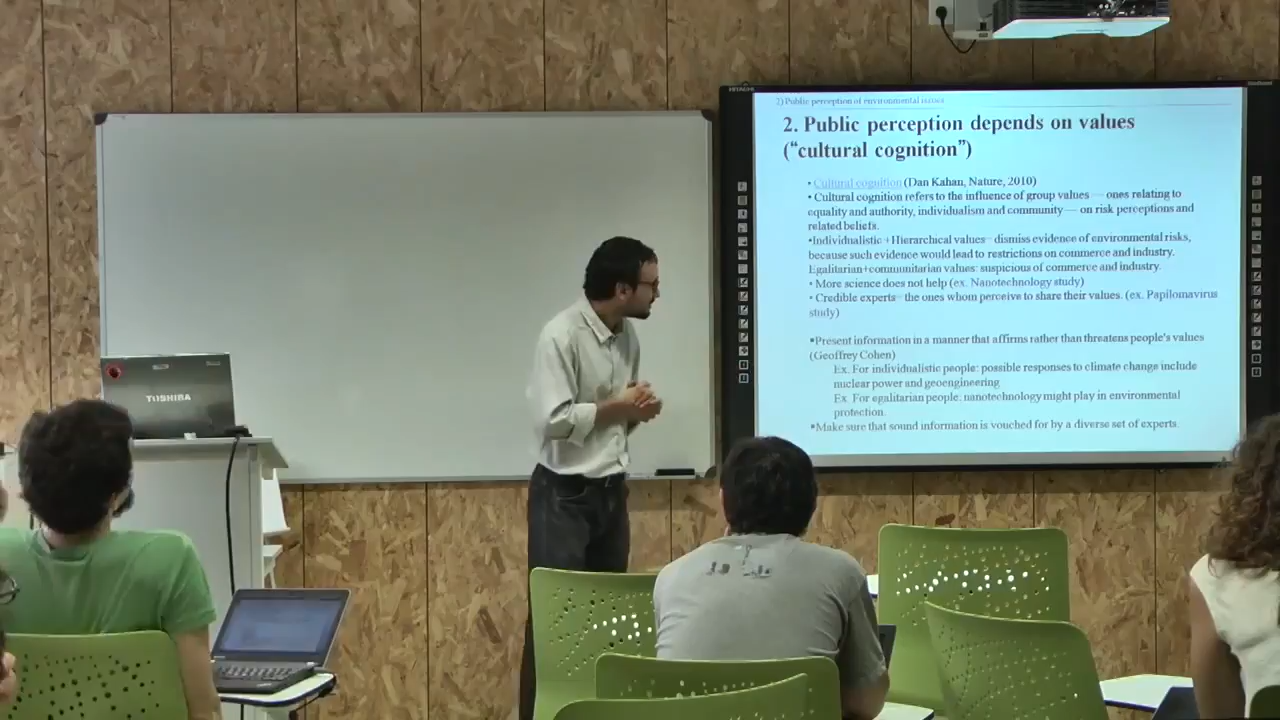 HITACHI
2) Public perception of environmental issues
2. Public perception depends on values
(“cultural cognition”)
• Cultural cognition (Dan Kahan, Nature, 2010)
• Cultural cognition refers to the influence of group values — ones relating to
equality and authority, individualism and community — on risk perceptions and
related beliefs.
▪Individualistic +Hierarchical values– dismiss evidence of environmental risks,
because such evidence would lead to restrictions on commerce and industry.
Egalitarian+communitarian values: suspicious of commerce and industry.
• More science does not help (ex. Nanotechnology study)
• Credible experts– the ones whom perceive to share their values. (ex. Papilomavirus
study)
▪Present information in a manner that affirms rather than threatens people's values
(Geoffrey Cohen)
Ex. For individualistic people: possible responses to climate change include
nuclear power and geoengineering
Ex. For egalitarian people: nanotechnology might play in environmental
protection.
▪Make sure that sound information is vouched for by a diverse set of experts.
TOSHIBA